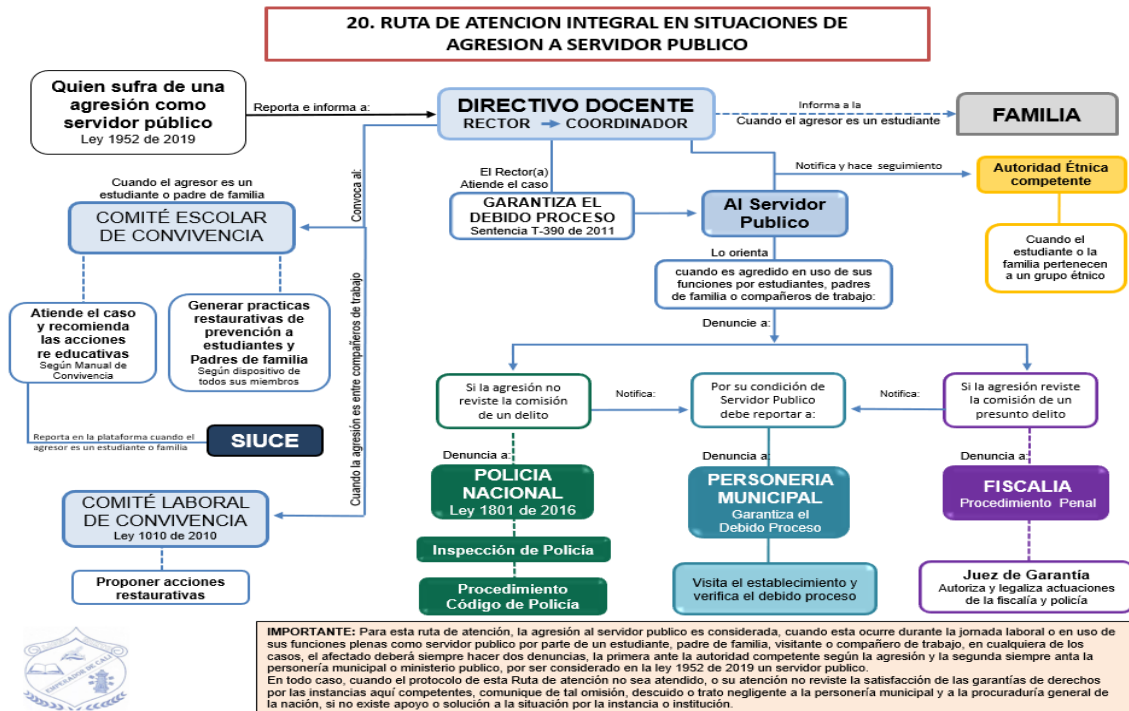 20. RUTA DE ATENCION INTEGRAL EN SITUACIONES DE
AGRESION A SERVIDOR PUBLICO
Quien sufra de una
agresión como
servidor público
Ley 1952 de 2019
Reporta e informa a:
DIRECTIVO DOCENTE
RECTOR COORDINADOR
Informa a la
Cuando el agresor es un estudiante
FAMILIA
Notifica y hace seguimiento
Autoridad Étnica
competente
Cuando el
estudiante o la
familia pertenecen
a un grupo étnico
El Rector(a)
Atiende el caso
GARANTIZA EL
DEBIDO PROCESO
Sentencia T-390 de 2011
Al Servidor
Publico
Lo orienta
cuando es agredido en uso de sus
funciones por estudiantes, padres
de familia o compañeros de trabajo:
Denuncie a:
Convoca al:
Cuando el agresor es un
estudiante o padre de familia
COMITÉ ESCOLAR
DE CONVIVENCIA
Atiende el caso
y recomienda
las acciones
re educativas
Según Manual de
Convivencia
Generar practicas
restaurativas de
prevención a
estudiantes y
Padres de familia
Según dispositivo de
todos sus miembros
Reporta en la plataforma cuando el
agresor es un estudiante o familia
SIUCE
Cuando la agresión es entre compañeros de trabajo
COMITÉ LABORAL
DE CONVIVENCIA
Ley 1010 de 2010
Proponer acciones
restaurativas
Si la agresión no
reviste la comisión
de un delito
Notifica:
Por su condición de
Servidor Publico
debe reportar a:
Notifica:
Si la agresión reviste
la comisión de un
presunto delito
Denuncia a:
POLICIA
NACIONAL
Ley 1801 de 2016
Inspección de Policía
Procedimiento
Código de Policía
Denuncia a:
PERSONERIA
MUNICIPAL
Garantiza el
Debido Proceso
Visita el establecimiento y
verifica el debido proceso
Denuncia a:
FISCALIA
Procedimiento Penal
Juez de Garantía
Autoriza y legaliza actuaciones
de la fiscalía y policía
EMPERADOR DE CALI
IMPORTANTE: Para esta ruta de atención, la agresión al servidor publico es considerada, cuando esta ocurre durante la jornada laboral o en uso de
sus funciones plenas como servidor publico por parte de un estudiante, padre de familia, visitante o compañero de trabajo, en cualquiera de los
casos, el afectado deberá siempre hacer dos denuncias, la primera ante la autoridad competente según la agresión y la segunda siempre anta la
personería municipal o ministerio publico, por ser considerado en la ley 1952 de 2019 un servidor publico.
En todo caso, cuando el protocolo de esta Ruta de atención no sea atendido, o su atención no reviste la satisfacción de las garantías de derechos
por las instancias aquí competentes, comunique de tal omisión, descuido o trato negligente a la personería municipal y a la procuraduría general de
la nación, si no existe apoyo o solución a la situación por la instancia o institución.